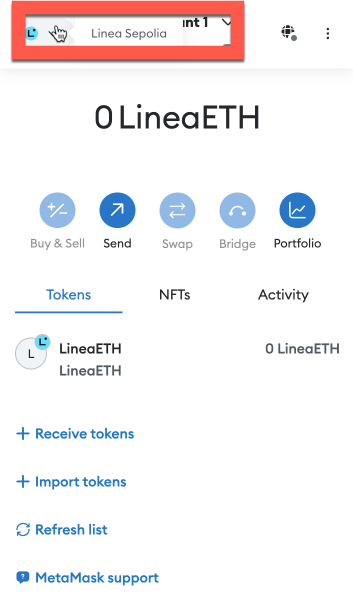 Linea Sepolia
nt 1
0 LineaETH
Buy & Sell
Send
Swap
Bridge
Portfolio
Tokens
NFTs
Activity
L
LineaETH
0 LineaETH
LineaETH
+ Receive tokens
+ Import tokens
Refresh list
MetaMask support